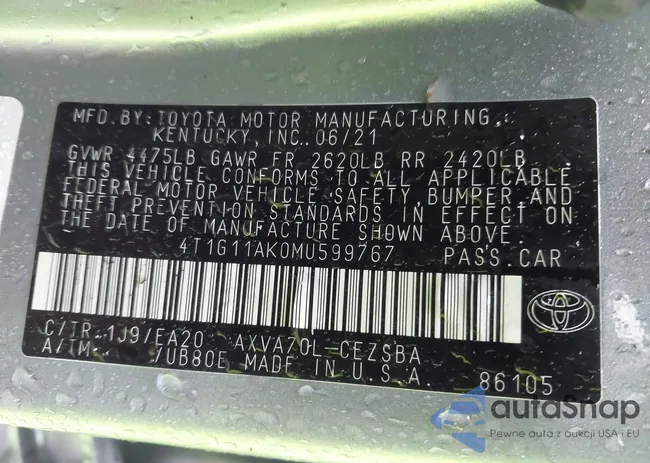 MFD. BY: TOYOTA MOTOR MANUFACTURING,
KENTUCKY, INC. 06/21
GVWR 4475LB GAWR FR 2620LB RR 2420LB
THIS VEHICLE CONFORMS TO ALL APPLICABLE
FEDERAL MOTOR VEHICLE SAFETY, BUMPER, AND
THEFT PREVENTION STANDARDS IN EFFECT ON
THE DATE OF MANUFACTURE SHOWN ABOVE.
4T1G11AK0MU599767 PASS.CAR
C/TR 1J9/EA20 AXVA70L-CEZSBA
A/TM- /UB80E MADE IN U.S.A. 86105
autoSnap
Pewne auta z aukcji USA i EU